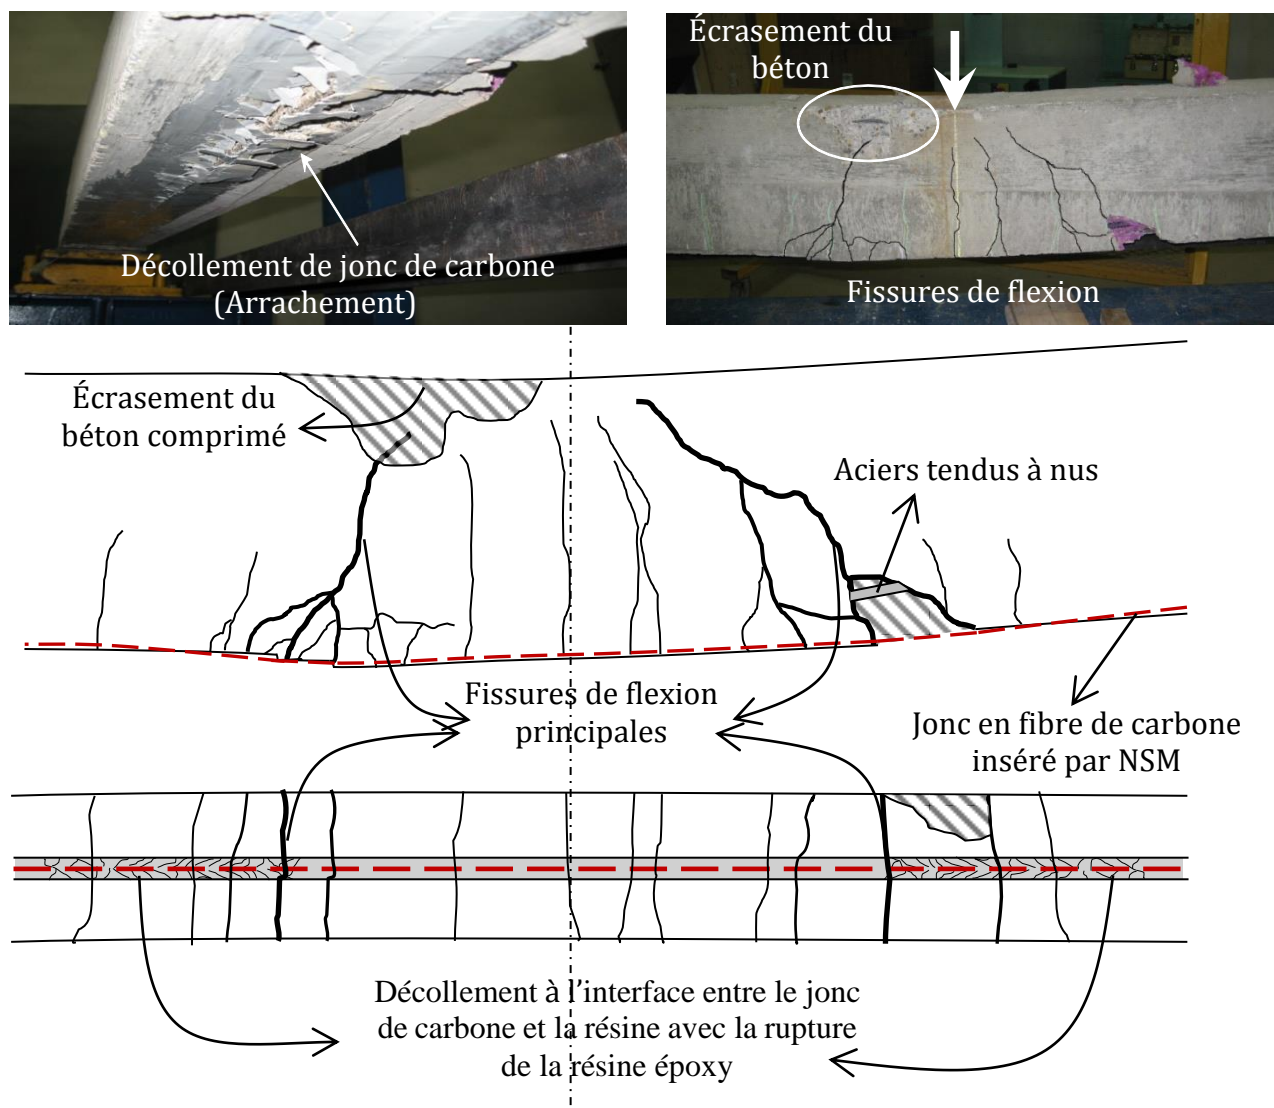 Écrasement du
béton
Décollement de jonc de carbone
(Arrachement)
Fissures de flexion
Écrasement du
béton comprimé
Aciers tendus à nus
Fissures de flexion
principales
Jonc en fibre de carbone
inséré par NSM
Décollement à l'interface entre le jonc
de carbone et la résine avec la rupture
de la résine époxy